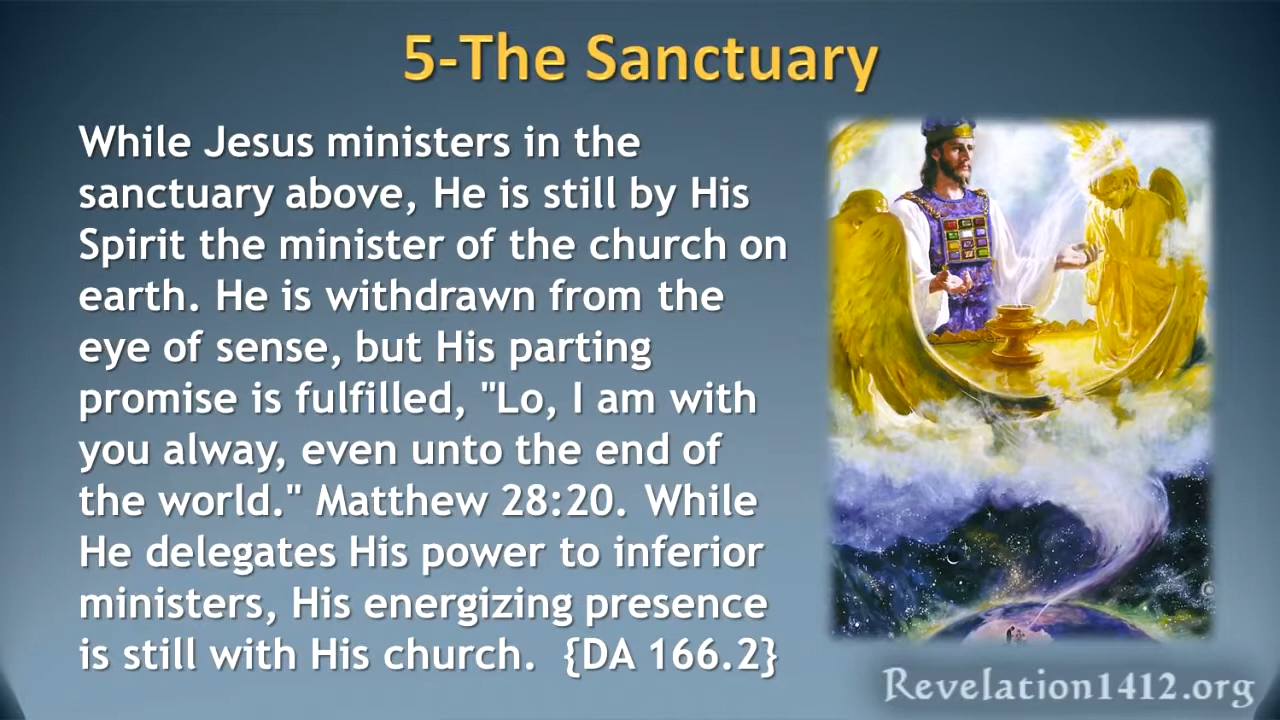 5-The Sanctuary
While Jesus ministers in the
sanctuary above, He is still by His
Spirit the minister of the church on
earth. He is withdrawn from the
eye of sense, but His parting
promise is fulfilled, "Lo, I am with
you alway, even unto the end of
the world." Matthew 28:20. While
He delegates His power to inferior
ministers, His energizing presence
is still with His church.  {DA 166.2}
Revelation1412.org